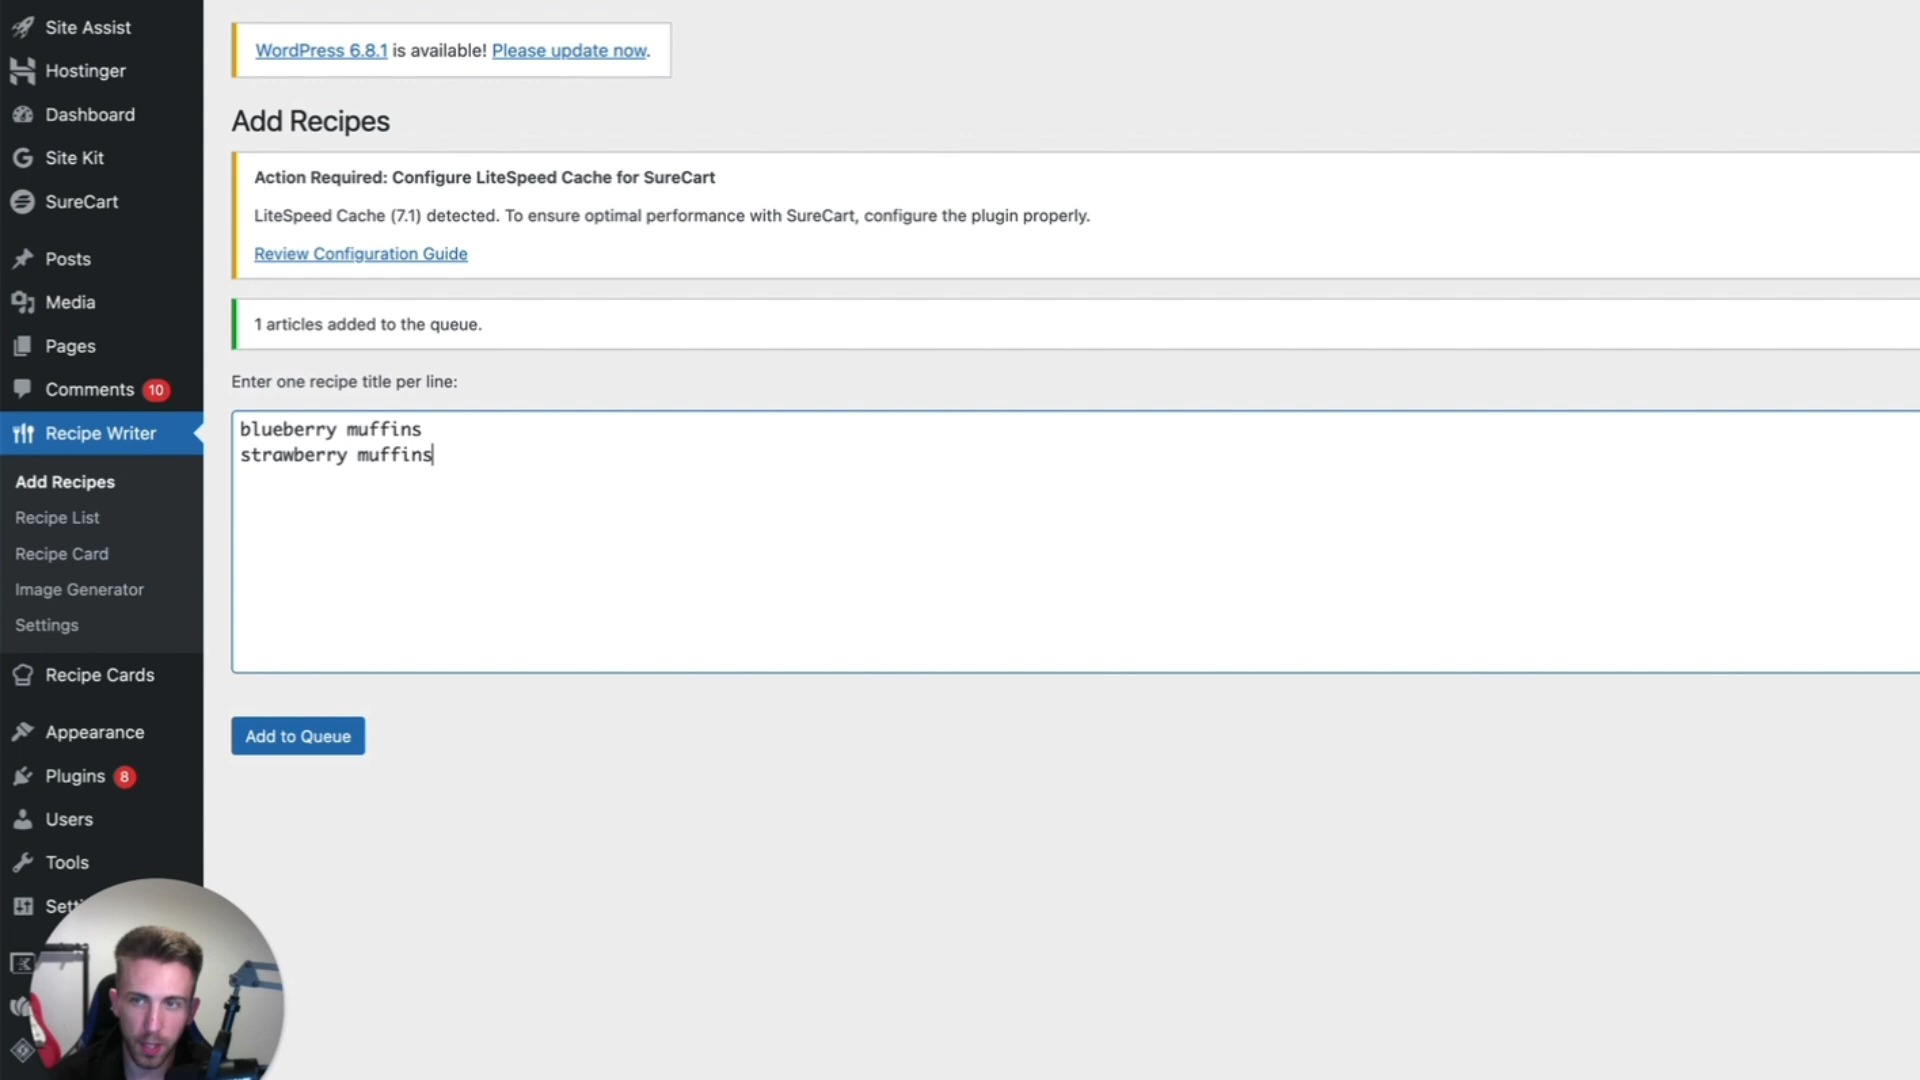 Site Assist
Hostinger
Dashboard
Site Kit
SureCart
Posts
Media
Pages
Comments 10
Recipe Writer
Add Recipes
Recipe List
Recipe Card
Image Generator
Settings
Recipe Cards
Appearance
Plugins 8
Users
Tools
WordPress 6.8.1 is available! Please update now.
Add Recipes
Action Required: Configure LiteSpeed Cache for SureCart
LiteSpeed Cache (7.1) detected. To ensure optimal performance with SureCart, configure the plugin properly.
Review Configuration Guide
1 articles added to the queue.
Enter one recipe title per line:
blueberry muffins
strawberry muffins
Add to Queue